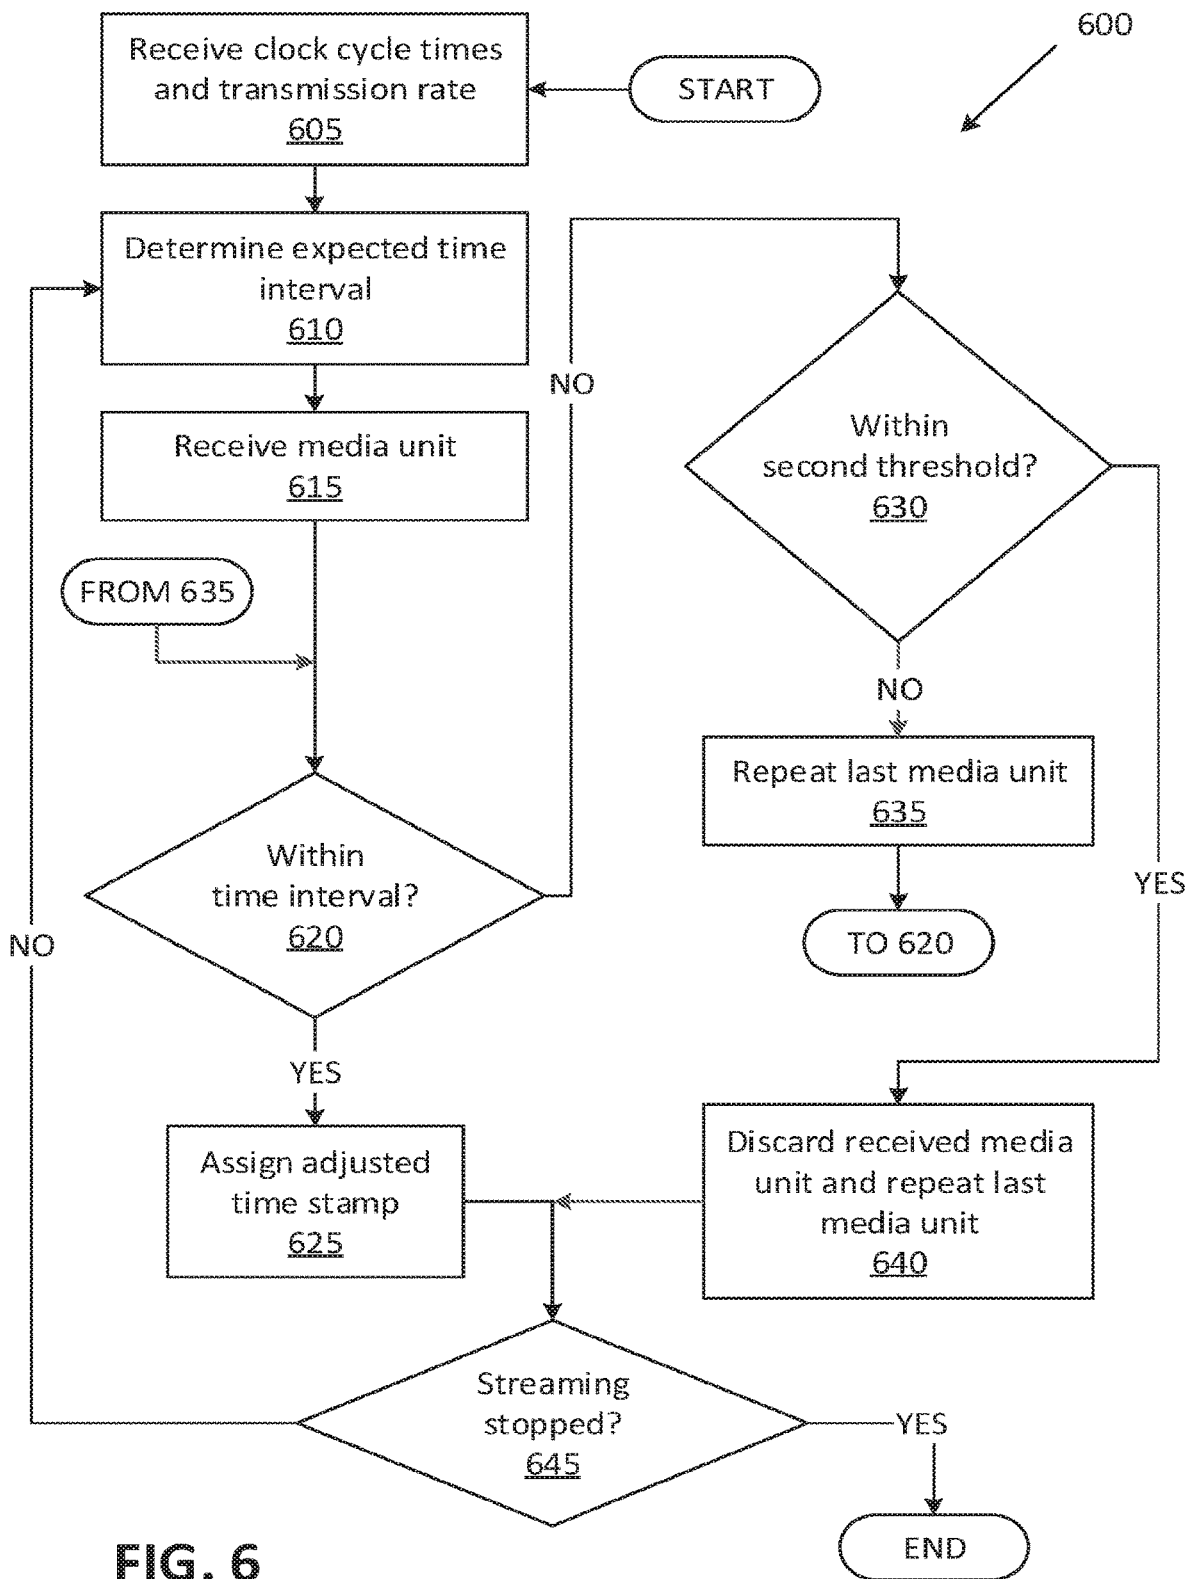 600
Receive clock cycle times
and transmission rate
605
START
Determine expected time
interval
610
NO
Receive media unit
615
Within
second threshold?
630
FROM 635
NO
Repeat last media unit
635
Within
time interval?
620
YES
TO 620
NO
YES
Assign adjusted
time stamp
625
Discard received media
unit and repeat last
media unit
640
Streaming
stopped?
645
YES
END
FIG. 6